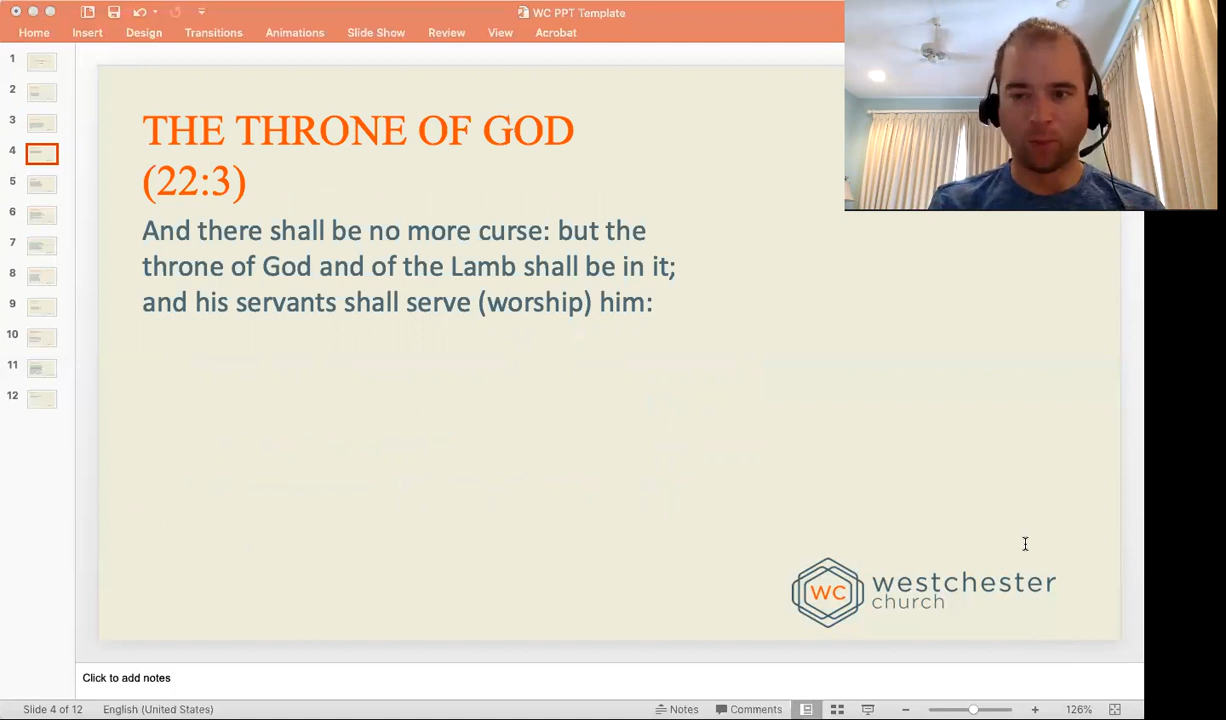 WC PPT Template
Home Insert Design Transitions Animations Slide Show Review View Acrobat
1
2
3
4
5
6
7
8
9
10
11
12
THE THRONE OF GOD
(22:3)
And there shall be no more curse: but the
throne of God and of the Lamb shall be in it;
and his servants shall serve (worship) him:
WC westchester
church
Click to add notes
Slide 4 of 12 English (United States) Notes Comments 126%